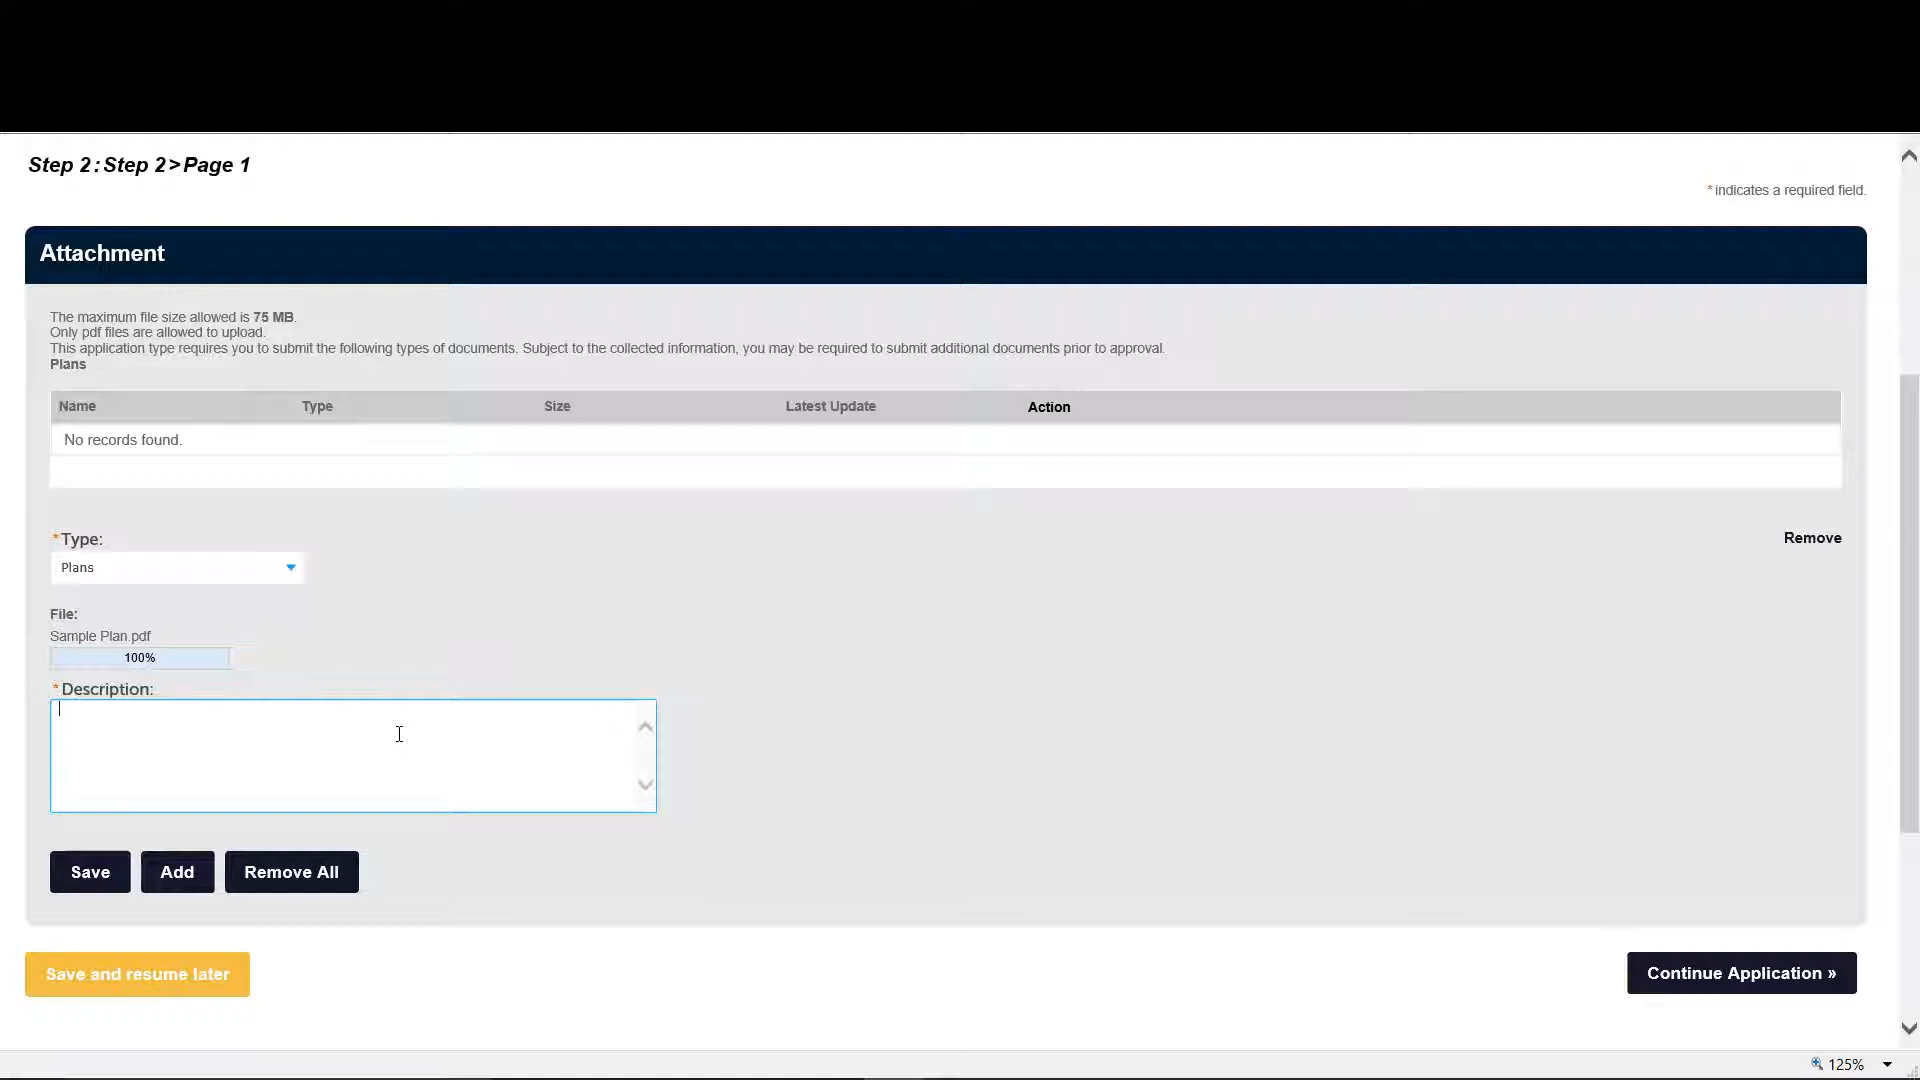 Step 2: Step 2>Page 1
* indicates a required field.
Attachment
The maximum file size allowed is 75 MB.
Only pdf files are allowed to upload.
This application type requires you to submit the following types of documents. Subject to the collected information, you may be required to submit additional documents prior to approval.
Plans
Name Type Size Latest Update Action
No records found.
*Type: Remove
Plans
File:
Sample Plan.pdf
100%
*Description:
Save Add Remove All
Save and resume later Continue Application »
125%